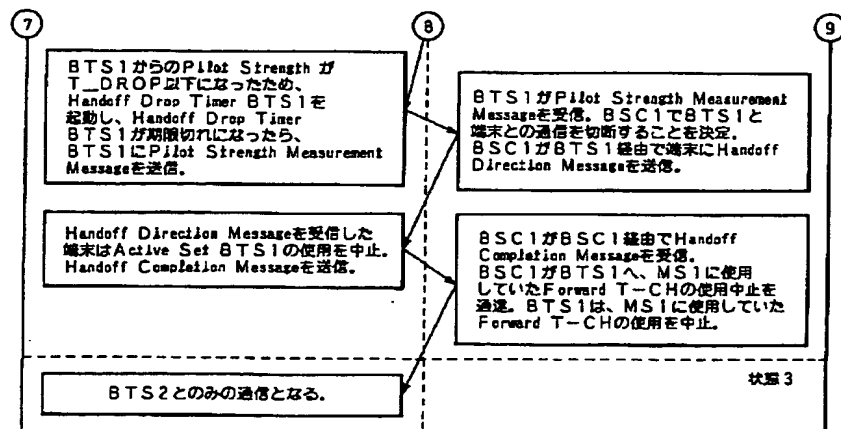 ⑦
⑧
⑨
BTS1からのPilot Strength が
T_DROP以下になったため、
Handoff Drop Timer BTS1を
起動し、Handoff Drop Timer
BTS1が期限切れになったら、
BTS1にPilot Strength Measurement
Messageを送信。
BTS1がPilot Strength Measurement
Messageを受信。BSC1でBTS1と
端末との通信を切断することを決定。
BSC1がBTS1経由で端末にHandoff
Direction Messageを送信。
Handoff Direction Messageを受信した
端末はActive Set BTS1の使用を中止。
Handoff Completion Messageを送信。
BSC1がBSC1経由でHandoff
Completion Messageを受信。
BSC1がBTS1へ、MS1に使用
していたForward T-CHの使用中止を
通達。BTS1は、MS1に使用していた
Forward T-CHの使用を中止。
状態3
BTS2とのみの通信となる。